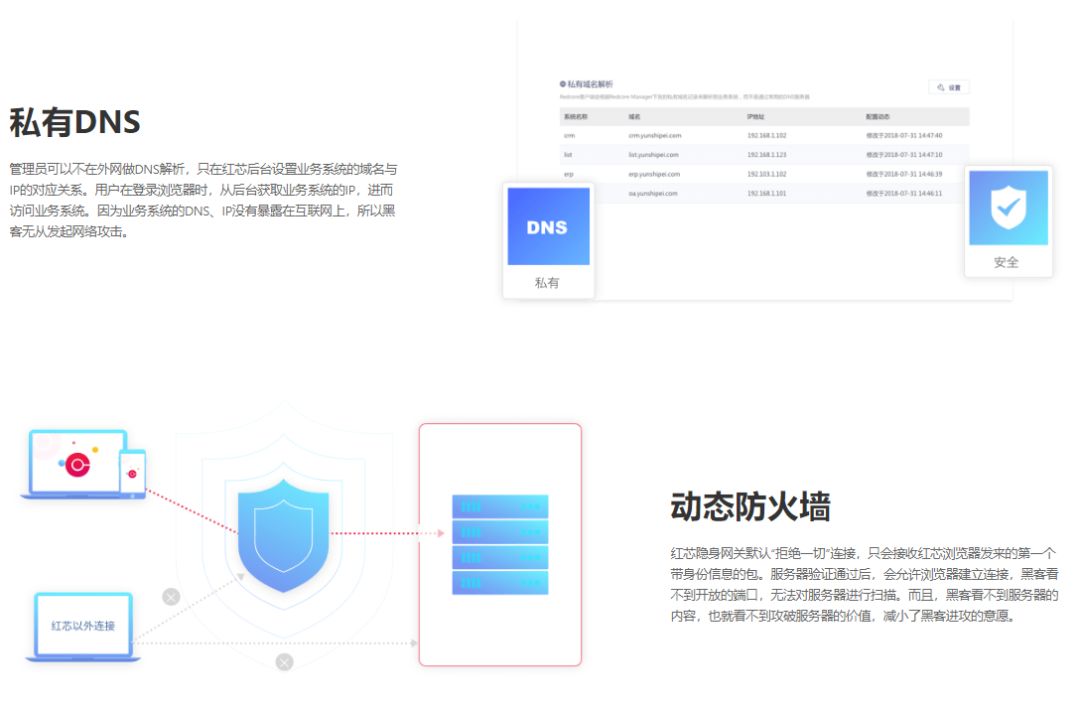 私有DNS
管理员可以不在外网做DNS解析，只在红芯后台设置业务系统的域名与
IP的对应关系。用户在登录浏览器时，从后台获取业务系统的IP，进而
访问业务系统。因为业务系统的DNS、IP没有暴露在互联网上，所以黑
客无从发起网络攻击。
私有域名解析
设置
系统名称 域名 IP地址 配置动态
crm crm.yunshipei.com 192.168.1.102 修改于2018-07-31 14:47:40
list list.yunshipei.com 192.168.1.123 修改于2018-07-31 14:47:10
erp erp.yunshipei.com 192.103.1.102 修改于2018-07-31 14:46:39
oa.yunshipei.com 192.168.1.101 修改于2018-07-31 14:46:11
DNS
私有
安全
红芯以外连接
动态防火墙
红芯隐身网关默认“拒绝一切”连接，只会接收红芯浏览器发来的第一个
带身份信息的包。服务器验证通过后，会允许浏览器建立连接，黑客看
不到开放的端口，无法对服务器进行扫描。而且，黑客看不到服务器的
内容，也就看不到攻破服务器的价值，减小了黑客进攻的意愿。